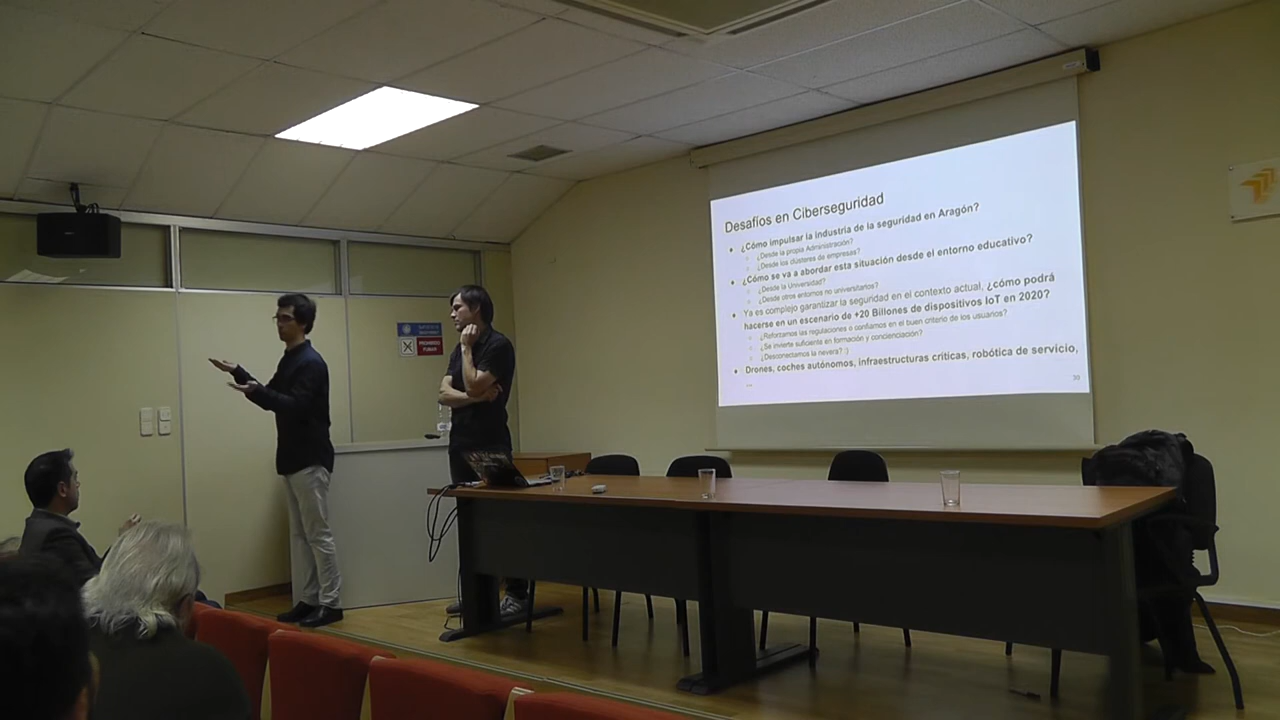 Desafíos en Ciberseguridad
● ¿Cómo impulsar la industria de la seguridad en Aragón?
○ ¿Desde la propia Administración?
○ ¿Desde los clústeres de empresas?
● ¿Cómo se va a abordar esta situación desde el entorno educativo?
○ ¿Desde la Universidad?
○ ¿Desde otros entornos no universitarios?
● Ya es complejo garantizar la seguridad en el contexto actual, ¿cómo podrá
hacerse en un escenario de +20 Billones de dispositivos IoT en 2020?
○ ¿Reforzamos las regulaciones o confiamos en el buen criterio de los usuarios?
○ ¿Se invierte suficiente en formación y concienciación?
○ ¿Desconectamos la nevera? :)
● Drones, coches autónomos, infraestructuras críticas, robótica de servicio,
...
30
PROHIBIDO
FUMAR